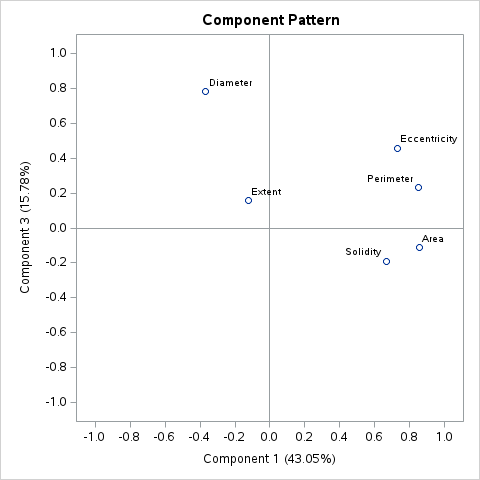 Component Pattern
1.0
0.8
0.6
0.4
0.2
0.0
-0.2
-0.4
-0.6
-0.8
-1.0
Component 3 (15.78%)
Diameter
Eccentricity
Perimeter
Extent
Area
Solidity
-1.0 -0.8 -0.6 -0.4 -0.2 0.0 0.2 0.4 0.6 0.8 1.0
Component 1 (43.05%)